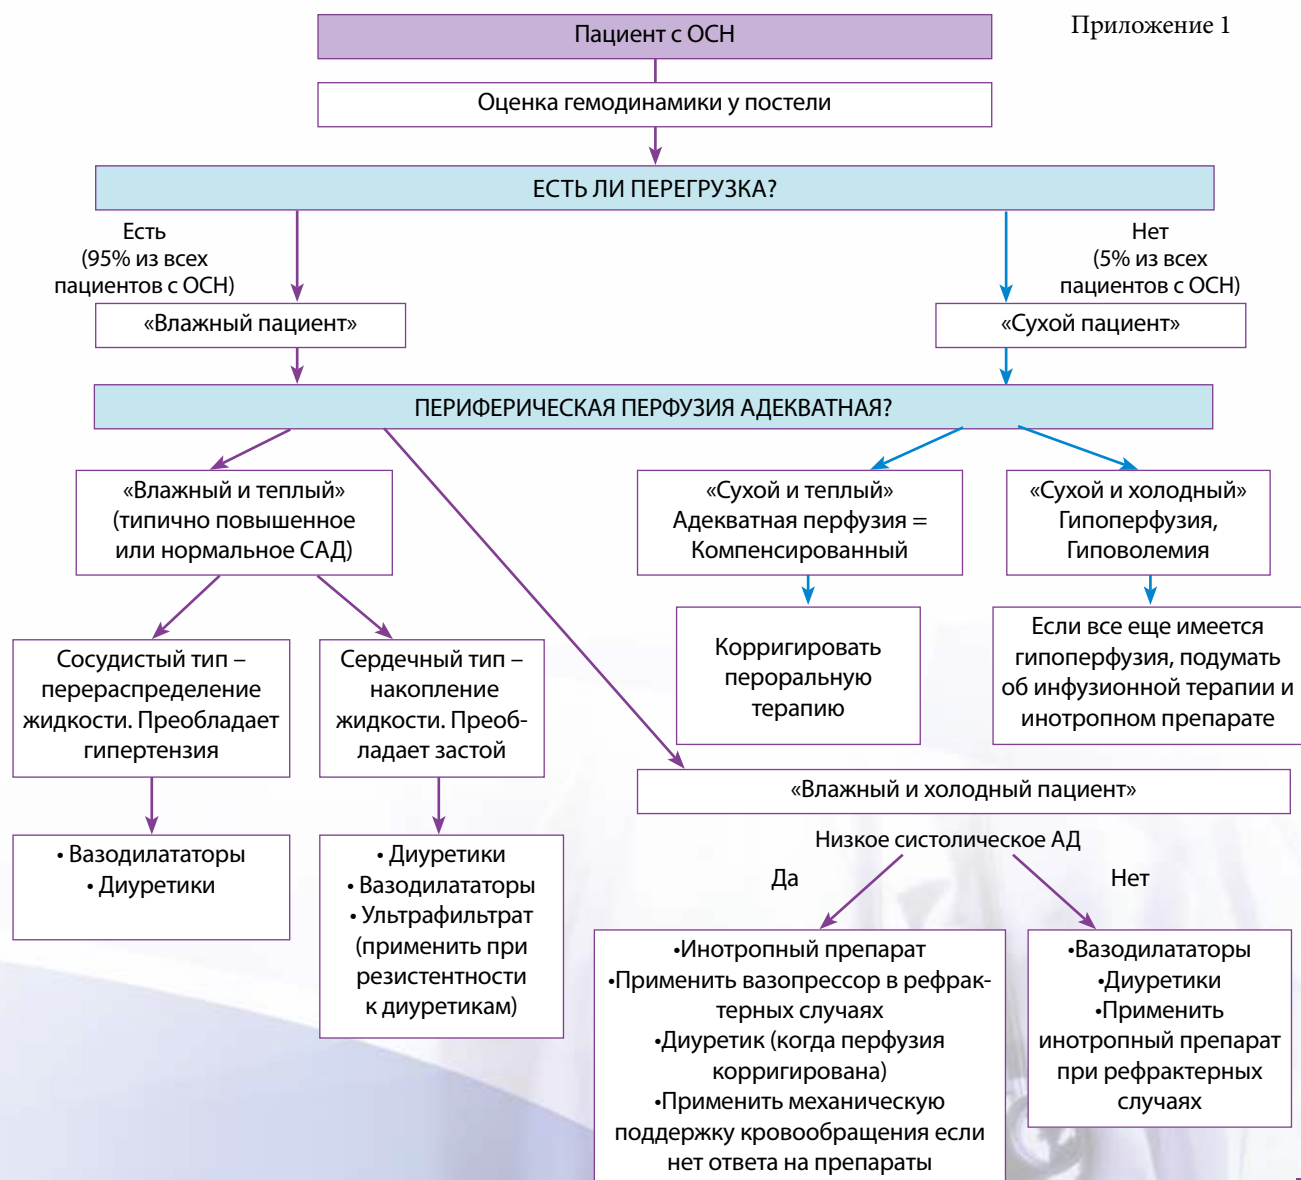 Приложение 1
Пациент с ОСН
Оценка гемодинамики у постели
ЕСТЬ ЛИ ПЕРЕГРУЗКА?
Есть
(95% из всех
пациентов с ОСН)
Нет
(5% из всех
пациентов с ОСН)
«Влажный пациент»
«Сухой пациент»
ПЕРИФЕРИЧЕСКАЯ ПЕРФУЗИЯ АДЕКВАТНАЯ?
«Влажный и теплый»
(типично повышенное
или нормальное САД)
«Сухой и теплый»
Адекватная перфузия =
Компенсированный
«Сухой и холодный»
Гипоперфузия,
Гиповолемия
Сосудистый тип –
перераспределение
жидкости. Преобладает
гипертензия
Сердечный тип –
накопление
жидкости. Преоб-
ладает застой
Корригировать
пероральную
терапию
Если все еще имеется
гипоперфузия, подумать
об инфузионной терапии и
инотропном препарате
«Влажный и холодный пациент»
Низкое систолическое АД
Да
Нет
• Вазодилататоры
• Диуретики
• Диуретики
• Вазодилататоры
• Ультрафильтрат
(применить при
резистентности
к диуретикам)
•Инотропный препарат
•Применить вазопрессор в рефрак-
терных случаях
•Диуретик (когда перфузия
корригирована)
•Применить механическую
поддержку кровообращения если
нет ответа на препараты
•Вазодилататоры
•Диуретики
•Применить
инотропный препарат
при рефрактерных
случаях